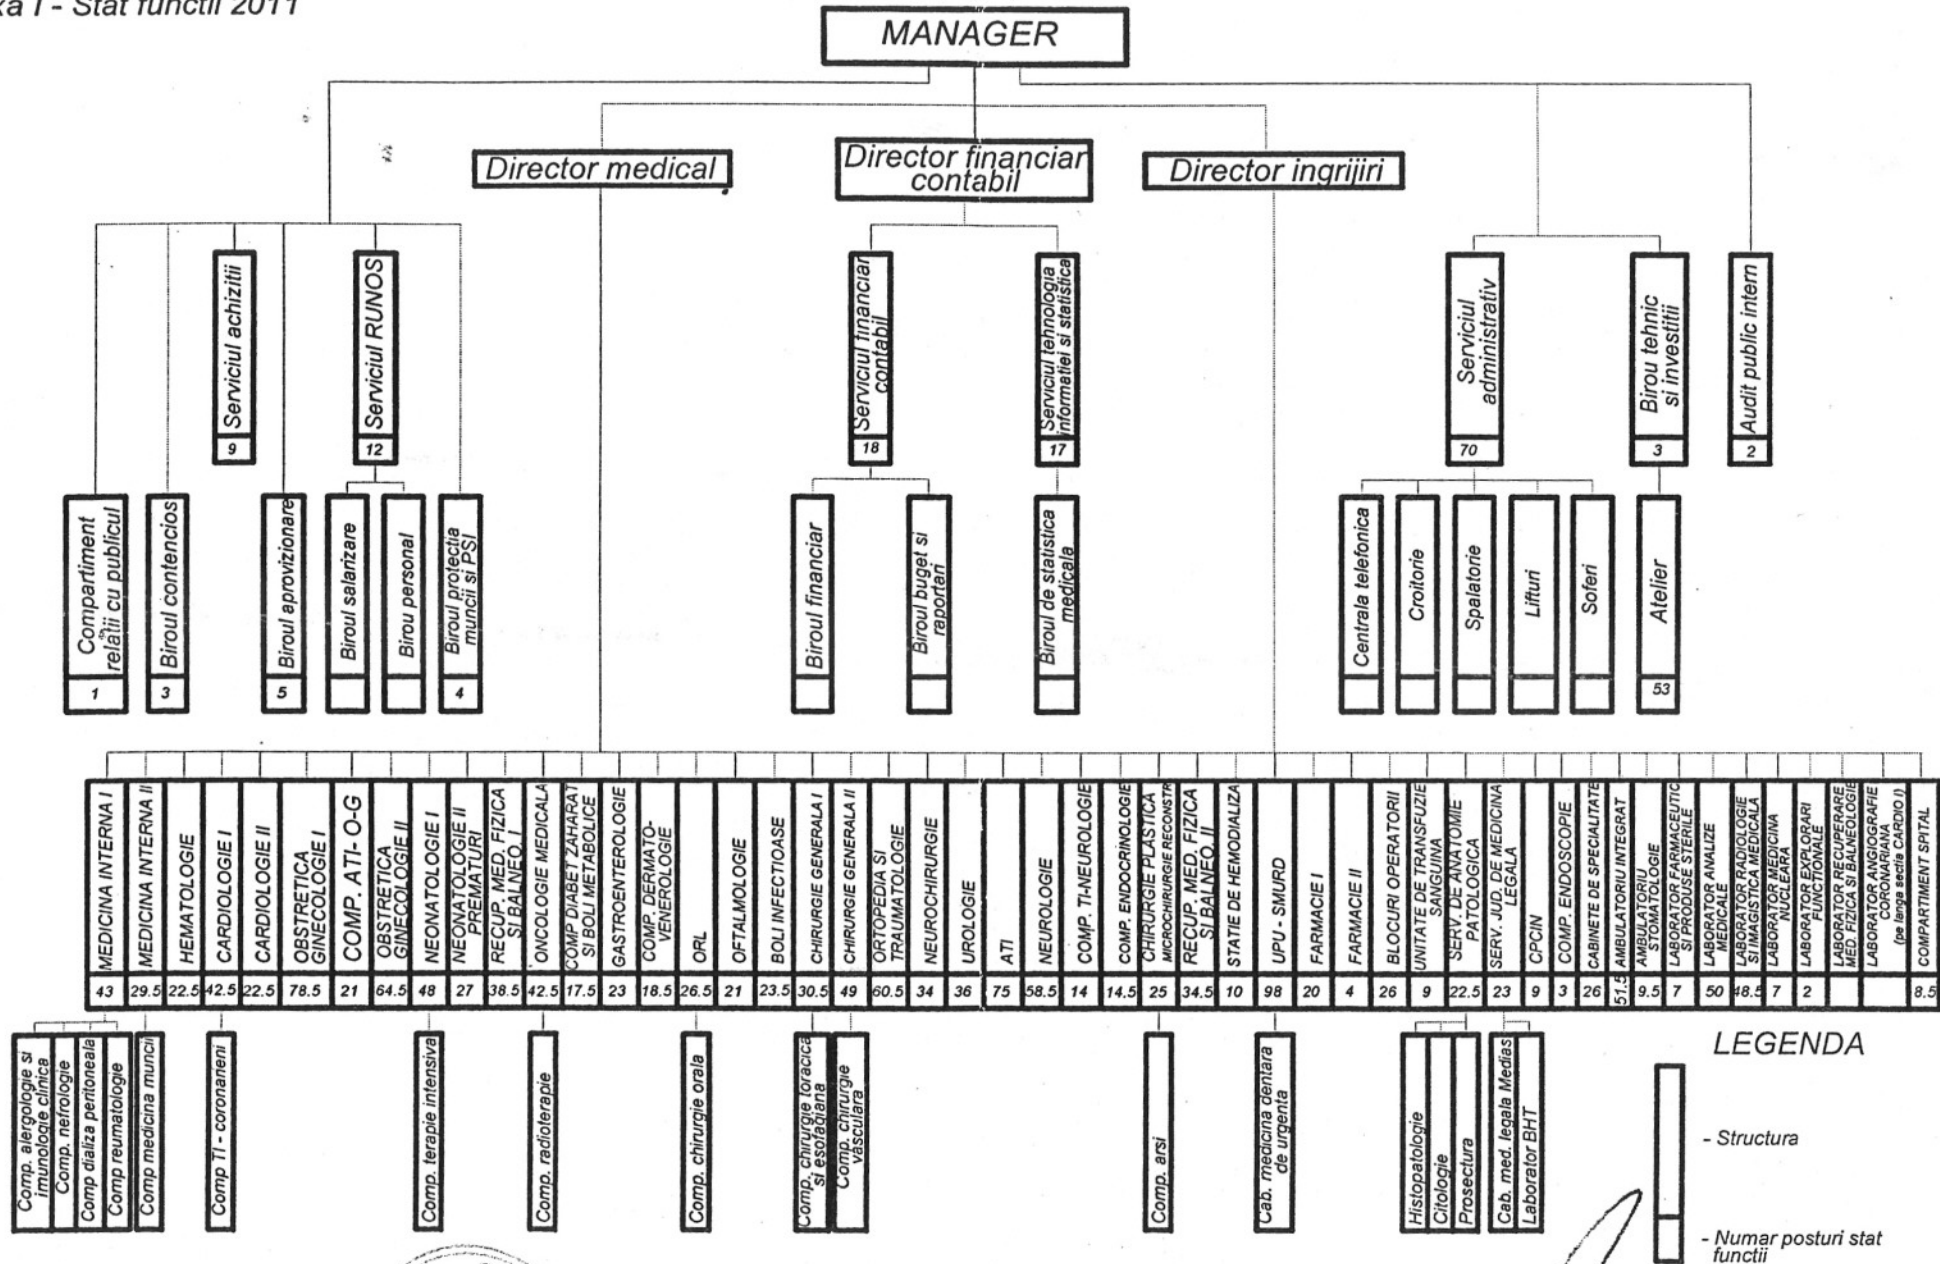 xa I - Stat functii 2011
MANAGER
Director medical
Director financiar
contabil
Director ingrijiri
Serviciul achizitii
9
Serviciul RUNOS
12
Serviciul financiar
contabil
18
Serviciul tehnologia
informatiei si statistica
17
Serviciul
administrativ
70
Birou tehnic
si investitii
3
Audit public intern
2
Compartiment
relatii cu publicul
1
Biroul contencios
3
Biroul aprovizionare
5
Biroul salarizare
Birou personal
Biroul protectia
muncii si PSI
4
Biroul financiar
Biroul buget si
raportari
Biroul de statistica
medicala
Centrala telefonica
Croitorie
Spalatorie
Lifturi
Soferi
Atelier
53
MEDICINA INTERNA I
43
MEDICINA INTERNA II
29.5
HEMATOLOGIE
22.5
CARDIOLOGIE I
42.5
CARDIOLOGIE II
22.5
OBSTRETICA
GINECOLOGIE I
78.5
COMP. ATI- O-G
21
OBSTRETICA
GINECOLOGIE II
64.5
NEONATOLOGIE I
48
NEONATOLOGIE II
PREMATURI
27
RECUP. MED. FIZICA
SI BALNEO. I
38.5
ONCOLOGIE MEDICALA
42.5
COMP DIABET ZAHARAT
SI BOLI METABOLICE
17.5
GASTROENTEROLOGIE
23
COMP. DERMATO-
VENEROLOGIE
18.5
ORL
26.5
OFTALMOLOGIE
21
BOLI INFECTIOASE
23.5
CHIRURGIE GENERALA I
30.5
CHIRURGIE GENERALA II
49
ORTOPEDIA SI
TRAUMATOLOGIE
60.5
NEUROCHIRURGIE
34
UROLOGIE
36
ATI
75
NEUROLOGIE
58.5
COMP. TI-NEUROLOGIE
14
COMP. ENDOCRINOLOGIE
14.5
CHIRURGIE PLASTICA
MICROCHIRURGIE RECONSTR
25
RECUP. MED. FIZICA
SI BALNEO. II
34.5
STATIE DE HEMODIALIZA
10
UPU - SMURD
98
FARMACIE I
20
FARMACIE II
4
BLOCURI OPERATORII
26
UNITATE DE TRANSFUZIE
SANGUINA
9
SERV. DE ANATOMIE
PATOLOGICA
22.5
SERV. JUD. DE MEDICINA
LEGALA
23
CPCIN
9
COMP. ENDOSCOPIE
3
CABINETE DE SPECIALITATE
26
AMBULATORIU INTEGRAT
51.5
AMBULATORIU
STOMATOLOGIE
9.5
LABORATOR FARMACEUTIC
SI PRODUSE STERILE
7
LABORATOR ANALIZE
MEDICALE
50
LABORATOR RADIOLOGIE
SI IMAGISTICA MEDICALA
48.5
LABORATOR MEDICINA
NUCLEARA
7
LABORATOR EXPLORARI
FUNCTIONALE
2
LABORATOR RECUPERARE
MED. FIZICA SI BALNEOLOGIE
LABORATOR ANGIOGRAFIE
CORONARIANA
(pe langa sectia CARDIO I)
COMPARTIMENT SPITAL
8.5
Comp. alergologie si
imunologie clinica
Comp. nefrologie
Comp dializa peritoneala
Comp reumatologie
Comp medicina muncii
Comp TI - coronaneni
Comp. terapie intensiva
Comp. radioterapie
Comp. chirurgie orala
Comp. chirurgie toracica
si esofagiana
Comp. chirurgie
vasculara
Comp. arsi
Cab. medicina dentara
de urgenta
Histopatologie
Citologie
Prosectura
Cab. med. legala Medias
Laborator BHT
LEGENDA
- Structura
- Numar posturi stat
functii